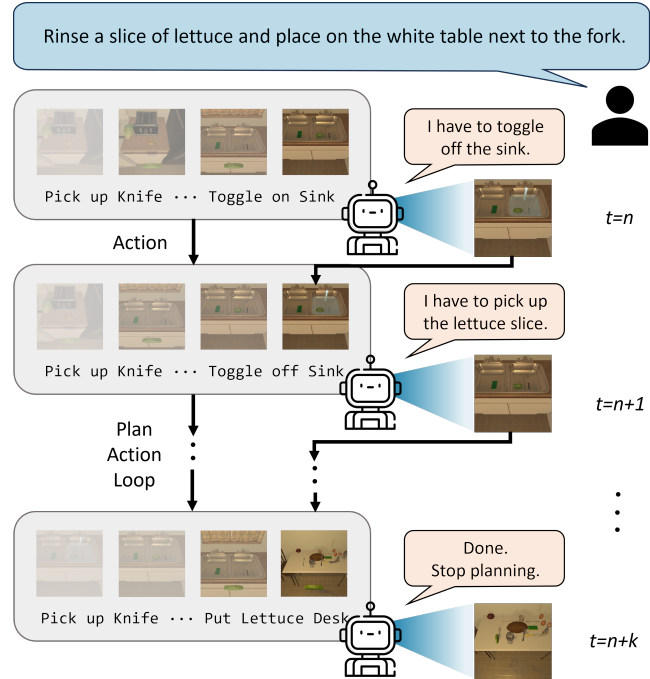 Rinse a slice of lettuce and place on the white table next to the fork.
I have to toggle
off the sink.
Pick up Knife ··· Toggle on Sink
t=n
Action
I have to pick up
the lettuce slice.
Pick up Knife ··· Toggle off Sink
t=n+1
Plan
Action
Loop
Done.
Stop planning.
Pick up Knife ··· Put Lettuce Desk
t=n+k